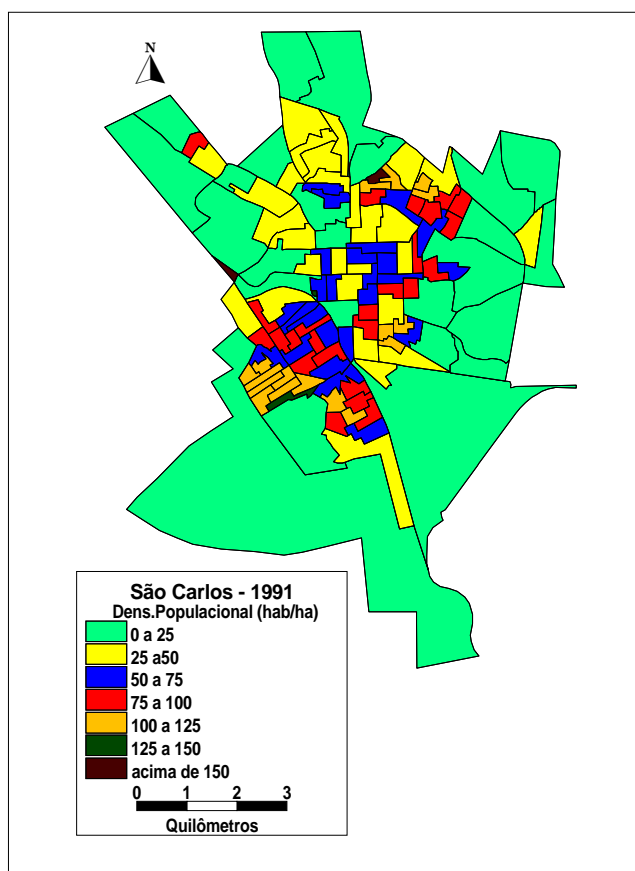 N
São Carlos - 1991
Dens.Populacional (hab/ha)
0 a 25
25 a50
50 a 75
75 a 100
100 a 125
125 a 150
acima de 150
0 1 2 3
Quilômetros